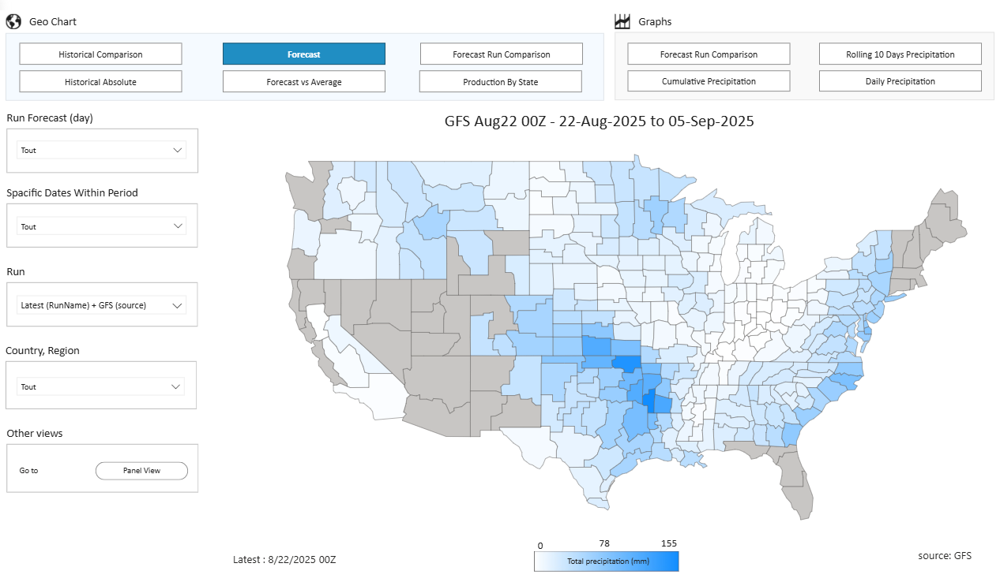 Geo Chart
Graphs
Historical Comparison
Forecast
Forecast Run Comparison
Forecast Run Comparison
Rolling 10 Days Precipitation
Historical Absolute
Forecast vs Average
Production By State
Cumulative Precipitation
Daily Precipitation
Run Forecast (day)
Tout
GFS Aug22 00Z - 22-Aug-2025 to 05-Sep-2025
Spacific Dates Within Period
Tout
Run
Latest (RunName) + GFS (source)
Country, Region
Tout
Other views
Go to
Panel View
0
78
155
Total precipitation (mm)
Latest : 8/22/2025 00Z
source: GFS